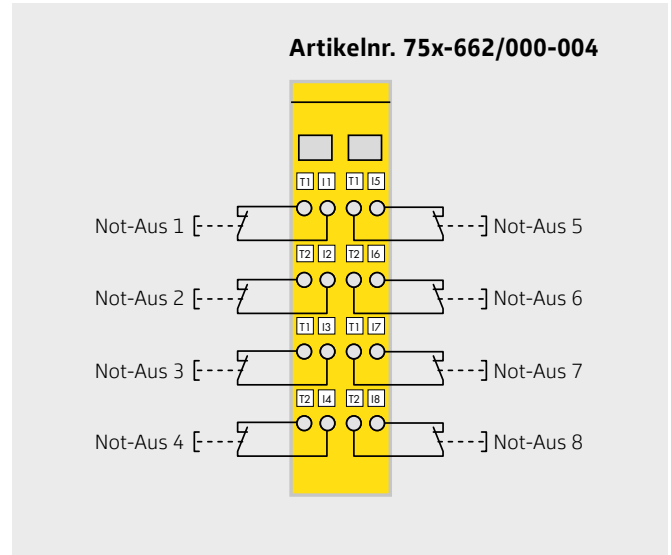 Artikelnr. 75x-662/000-004
T1 I1 T1 I5
Not-Aus 1 Not-Aus 5
T2 I2 T2 I6
Not-Aus 2 Not-Aus 6
T1 I3 T1 I7
Not-Aus 3 Not-Aus 7
T2 I4 T2 I8
Not-Aus 4 Not-Aus 8